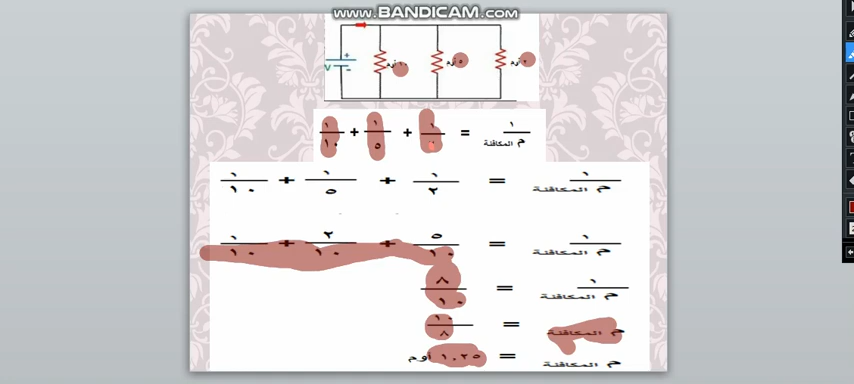 www.BANDICAM.com
V
١٠ أوم
٥ أوم
أوم
١/م المكافئة = ١/ + ١/٥ + ١/١٠
١/م المكافئة = ١/٢ + ١/٥ + ١/١٠
١/م المكافئة = ٥/١٠ + ٢/١٠ + ١/١٠
١/م المكافئة = ٨/١٠
م المكافئة = ١٠/٨
م المكافئة = ١.٢٥ أوم